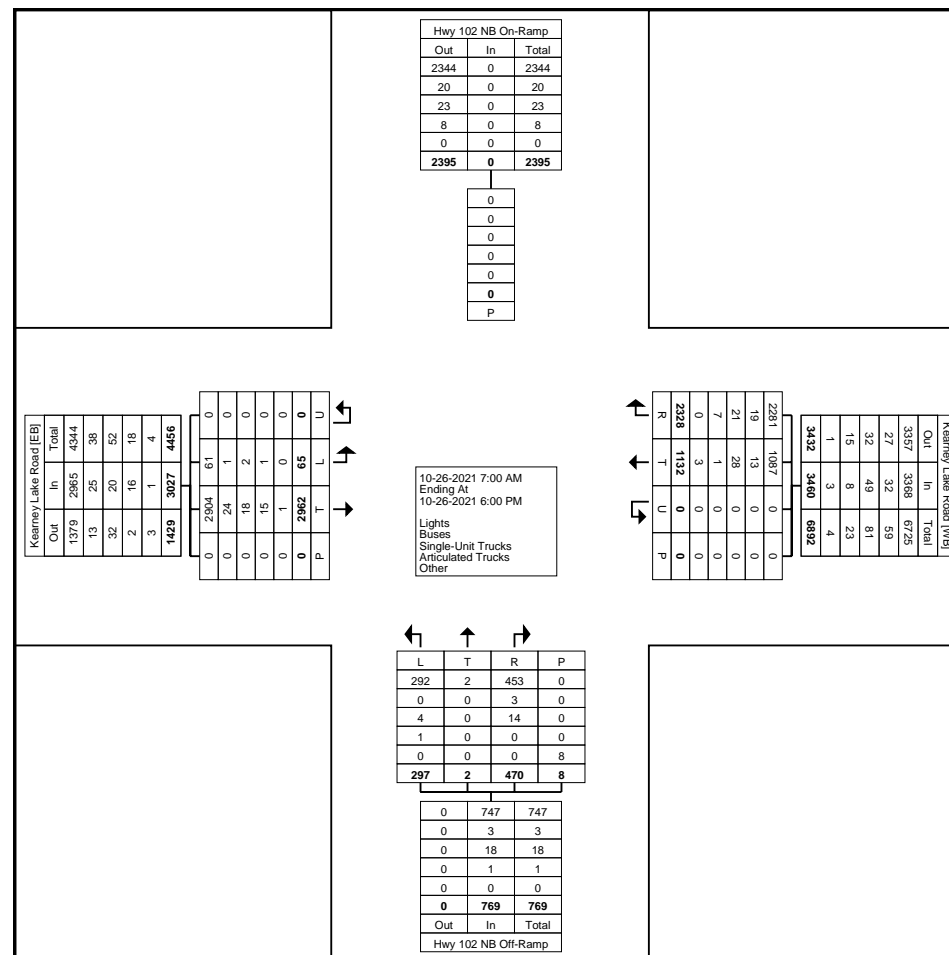 Hwy 102 NB On-Ramp
Out In Total
2344 0 2344
20 0 20
23 0 23
8 0 8
0 0 0
2395 0 2395
0
0
0
0
0
0
P
Kearney Lake Road [EB]
Out In Total
1379 2965 4344
13 25 38
32 20 52
2 16 18
3 1 4
1429 3027 4456
0 61 2904 0
0 1 24 0
0 2 18 0
0 1 15 0
0 0 1 0
0 65 2962 0
U L T P
10-26-2021 7:00 AM
Ending At
10-26-2021 6:00 PM
Lights
Buses
Single-Unit Trucks
Articulated Trucks
Other
Kearney Lake Road [WB]
Out In Total
3357 3368 6725
27 32 59
32 49 81
15 8 23
1 3 4
3432 3460 6892
2281 1087 0 0
19 13 0 0
21 28 0 0
7 1 0 0
0 3 0 0
2328 1132 0 0
R T U P
L T R P
292 2 453 0
0 0 3 0
4 0 14 0
1 0 0 0
0 0 0 8
297 2 470 8
0 747 747
0 3 3
0 18 18
0 1 1
0 0 0
0 769 769
Out In Total
Hwy 102 NB Off-Ramp